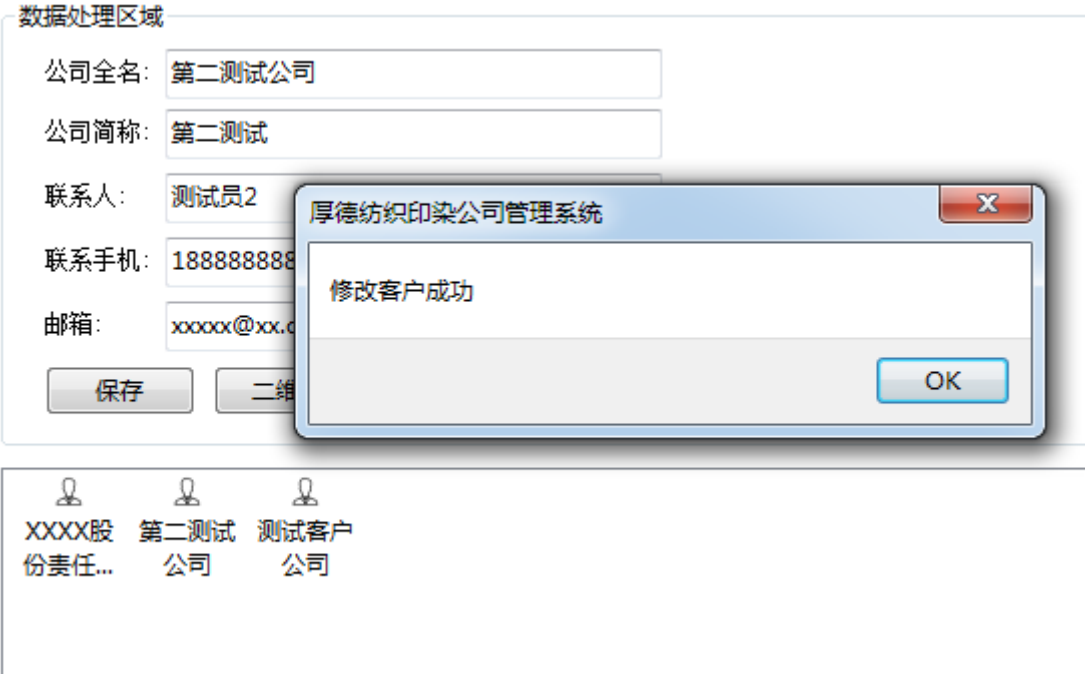 数据处理区域
公司全名: 第二测试公司
公司简称: 第二测试
联系人: 测试员2
厚德纺织印染公司管理系统
联系手机: 188888888
修改客户成功
邮箱: xxxxx@xx.c
保存 二维
OK
XXXX股 第二测试 测试客户
份责任... 公司 公司